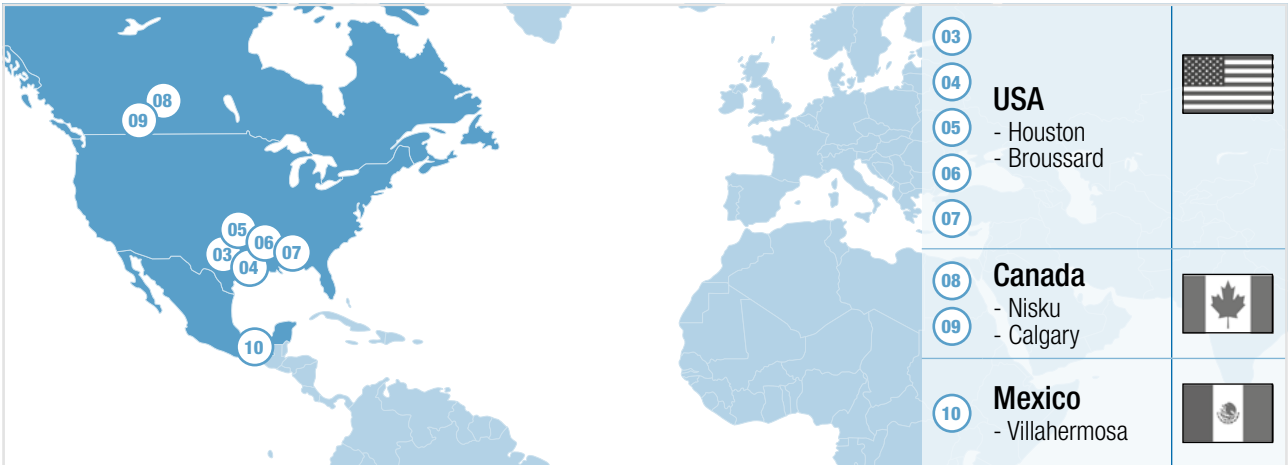 08
09
05
06
07
03
04
10
03
04
USA
05
- Houston
- Broussard
06
07
08
Canada
- Nisku
09
- Calgary
10
Mexico
- Villahermosa